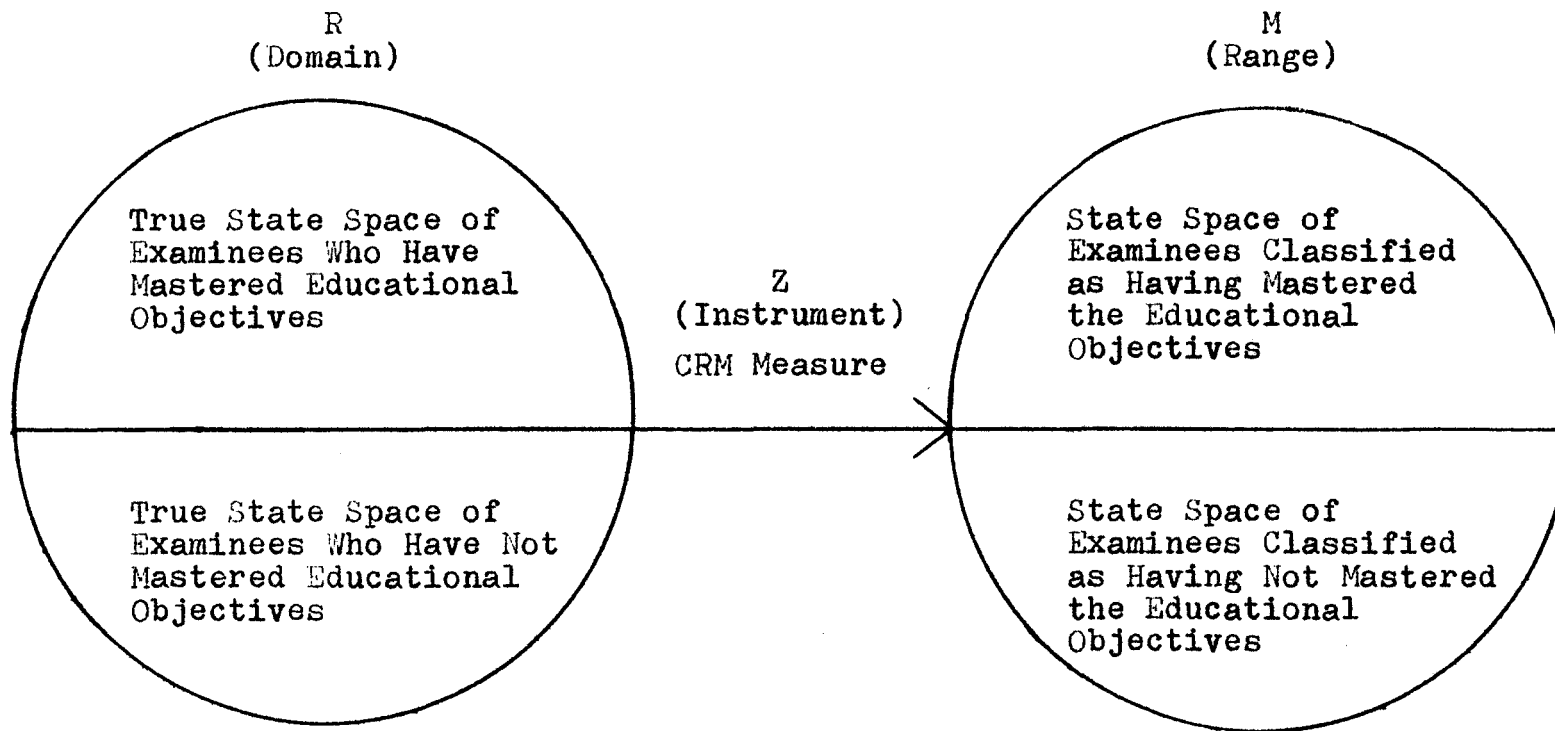 R
(Domain)
M
(Range)
True State Space of
Examinees Who Have
Mastered Educational
Objectives
Z
(Instrument)
CRM Measure
State Space of
Examinees Classified
as Having Mastered
the Educational
Objectives
True State Space of
Examinees Who Have Not
Mastered Educational
Objectives
State Space of
Examinees Classified
as Having Not Mastered
the Educational
Objectives